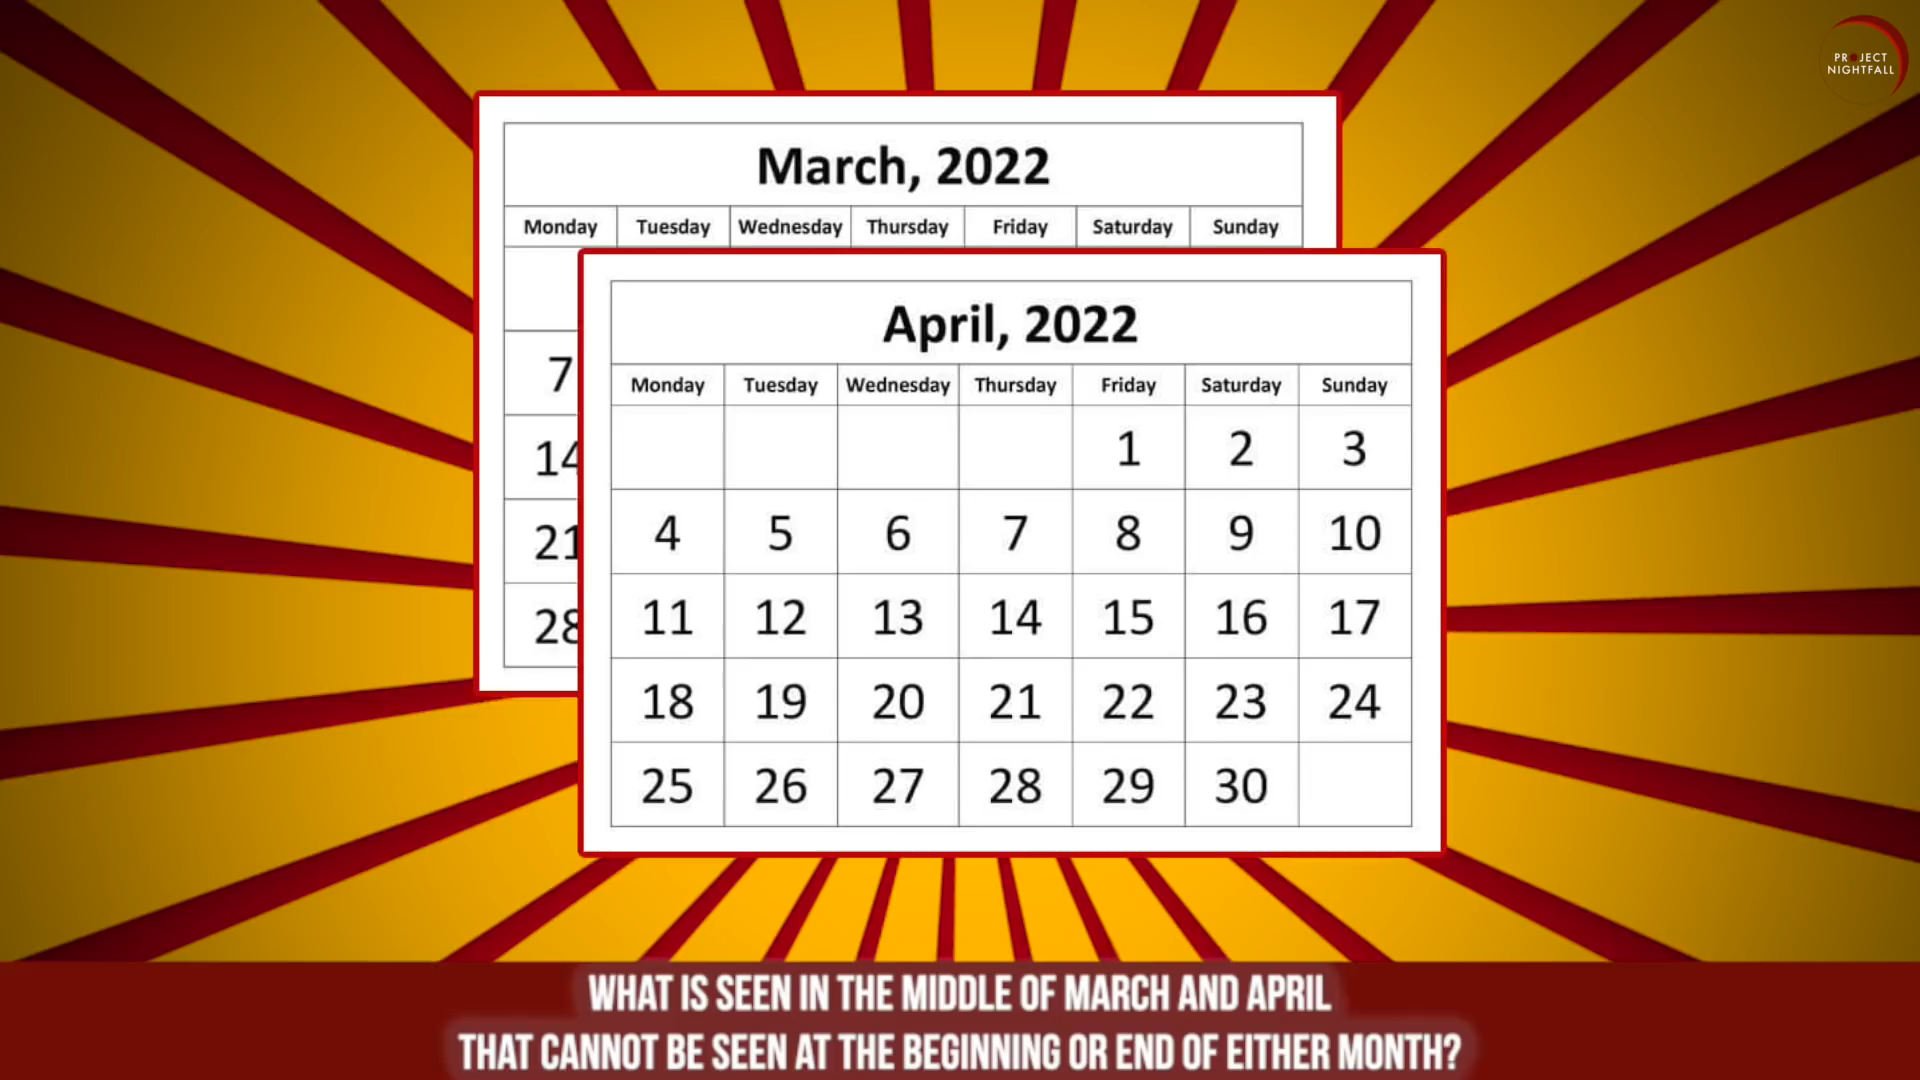 PROJECT
NIGHTFALL
March, 2022
Monday Tuesday Wednesday Thursday Friday Saturday Sunday
7
14
21
28
April, 2022
Monday Tuesday Wednesday Thursday Friday Saturday Sunday
1 2 3
4 5 6 7 8 9 10
11 12 13 14 15 16 17
18 19 20 21 22 23 24
25 26 27 28 29 30
WHAT IS SEEN IN THE MIDDLE OF MARCH AND APRIL
THAT CANNOT BE SEEN AT THE BEGINNING OR END OF EITHER MONTH?